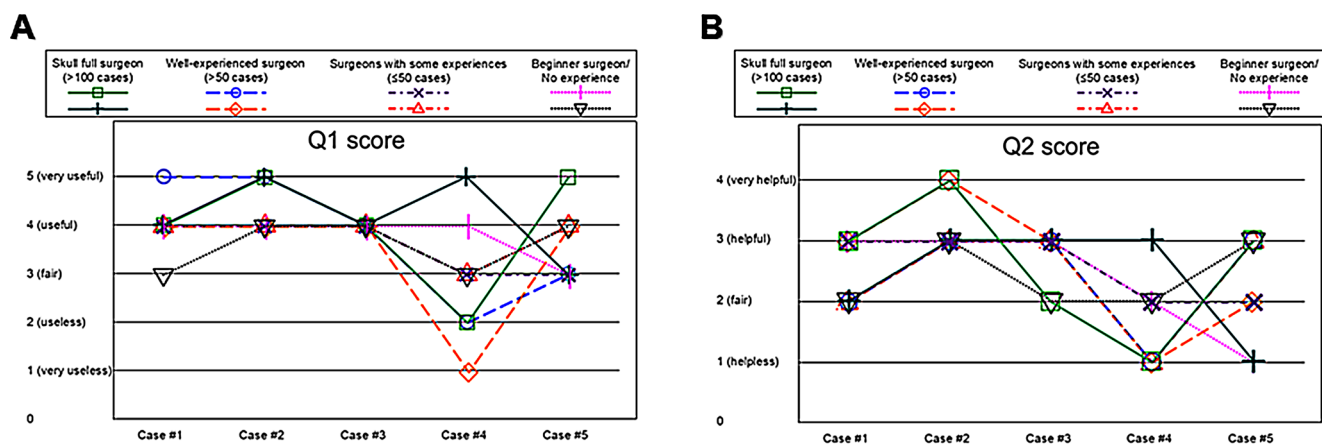 A
Skull full surgeon Well-experienced surgeon Surgeons with some experiences Beginner surgeon/
(>100 cases) (>50 cases) (≤50 cases) No experience
Q1 score
5 (very useful)
4 (useful)
3 (fair)
2 (useless)
1 (very useless)
0
Case #1 Case #2 Case #3 Case #4 Case #5
B
Skull full surgeon Well-experienced surgeon Surgeons with some experiences Beginner surgeon/
(>100 cases) (>50 cases) (≤50 cases) No experience
Q2 score
4 (very helpful)
3 (helpful)
2 (fair)
1 (helpless)
0
Case #1 Case #2 Case #3 Case #4 Case #5